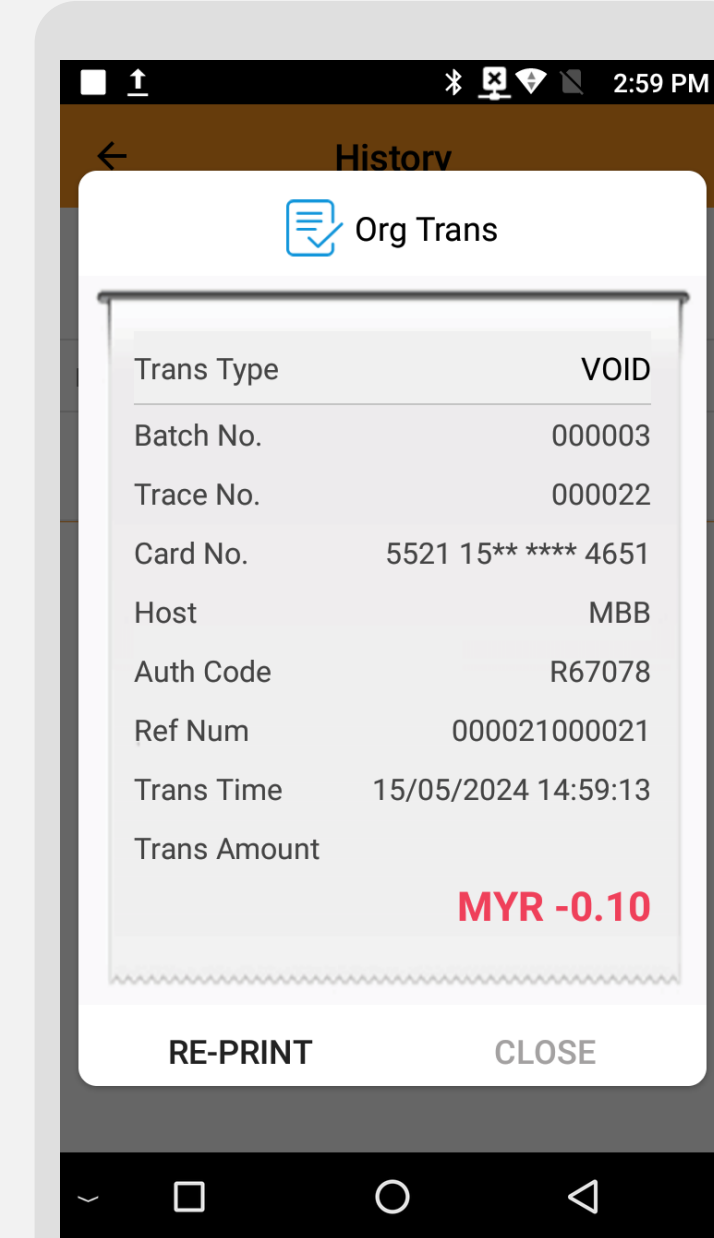 2:59 PM
History
Org Trans
Trans Type VOID
Batch No. 000003
Trace No. 000022
Card No. 5521 15** **** 4651
Host MBB
Auth Code R67078
Ref Num 000021000021
Trans Time 15/05/2024 14:59:13
Trans Amount
MYR -0.10
RE-PRINT CLOSE